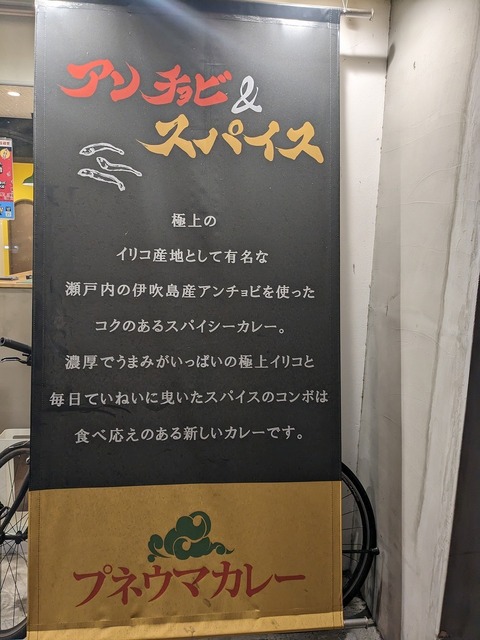 アンチョビ&
スパイス
極上の
イリコ産地として有名な
瀬戸内の伊吹島産アンチョビを使った
コクのあるスパイシーカレー。
濃厚でうまみがいっぱいの極上イリコと
毎日ていねいに曳いたスパイスのコンボは
食べ応えのある新しいカレーです。
プネウマカレー